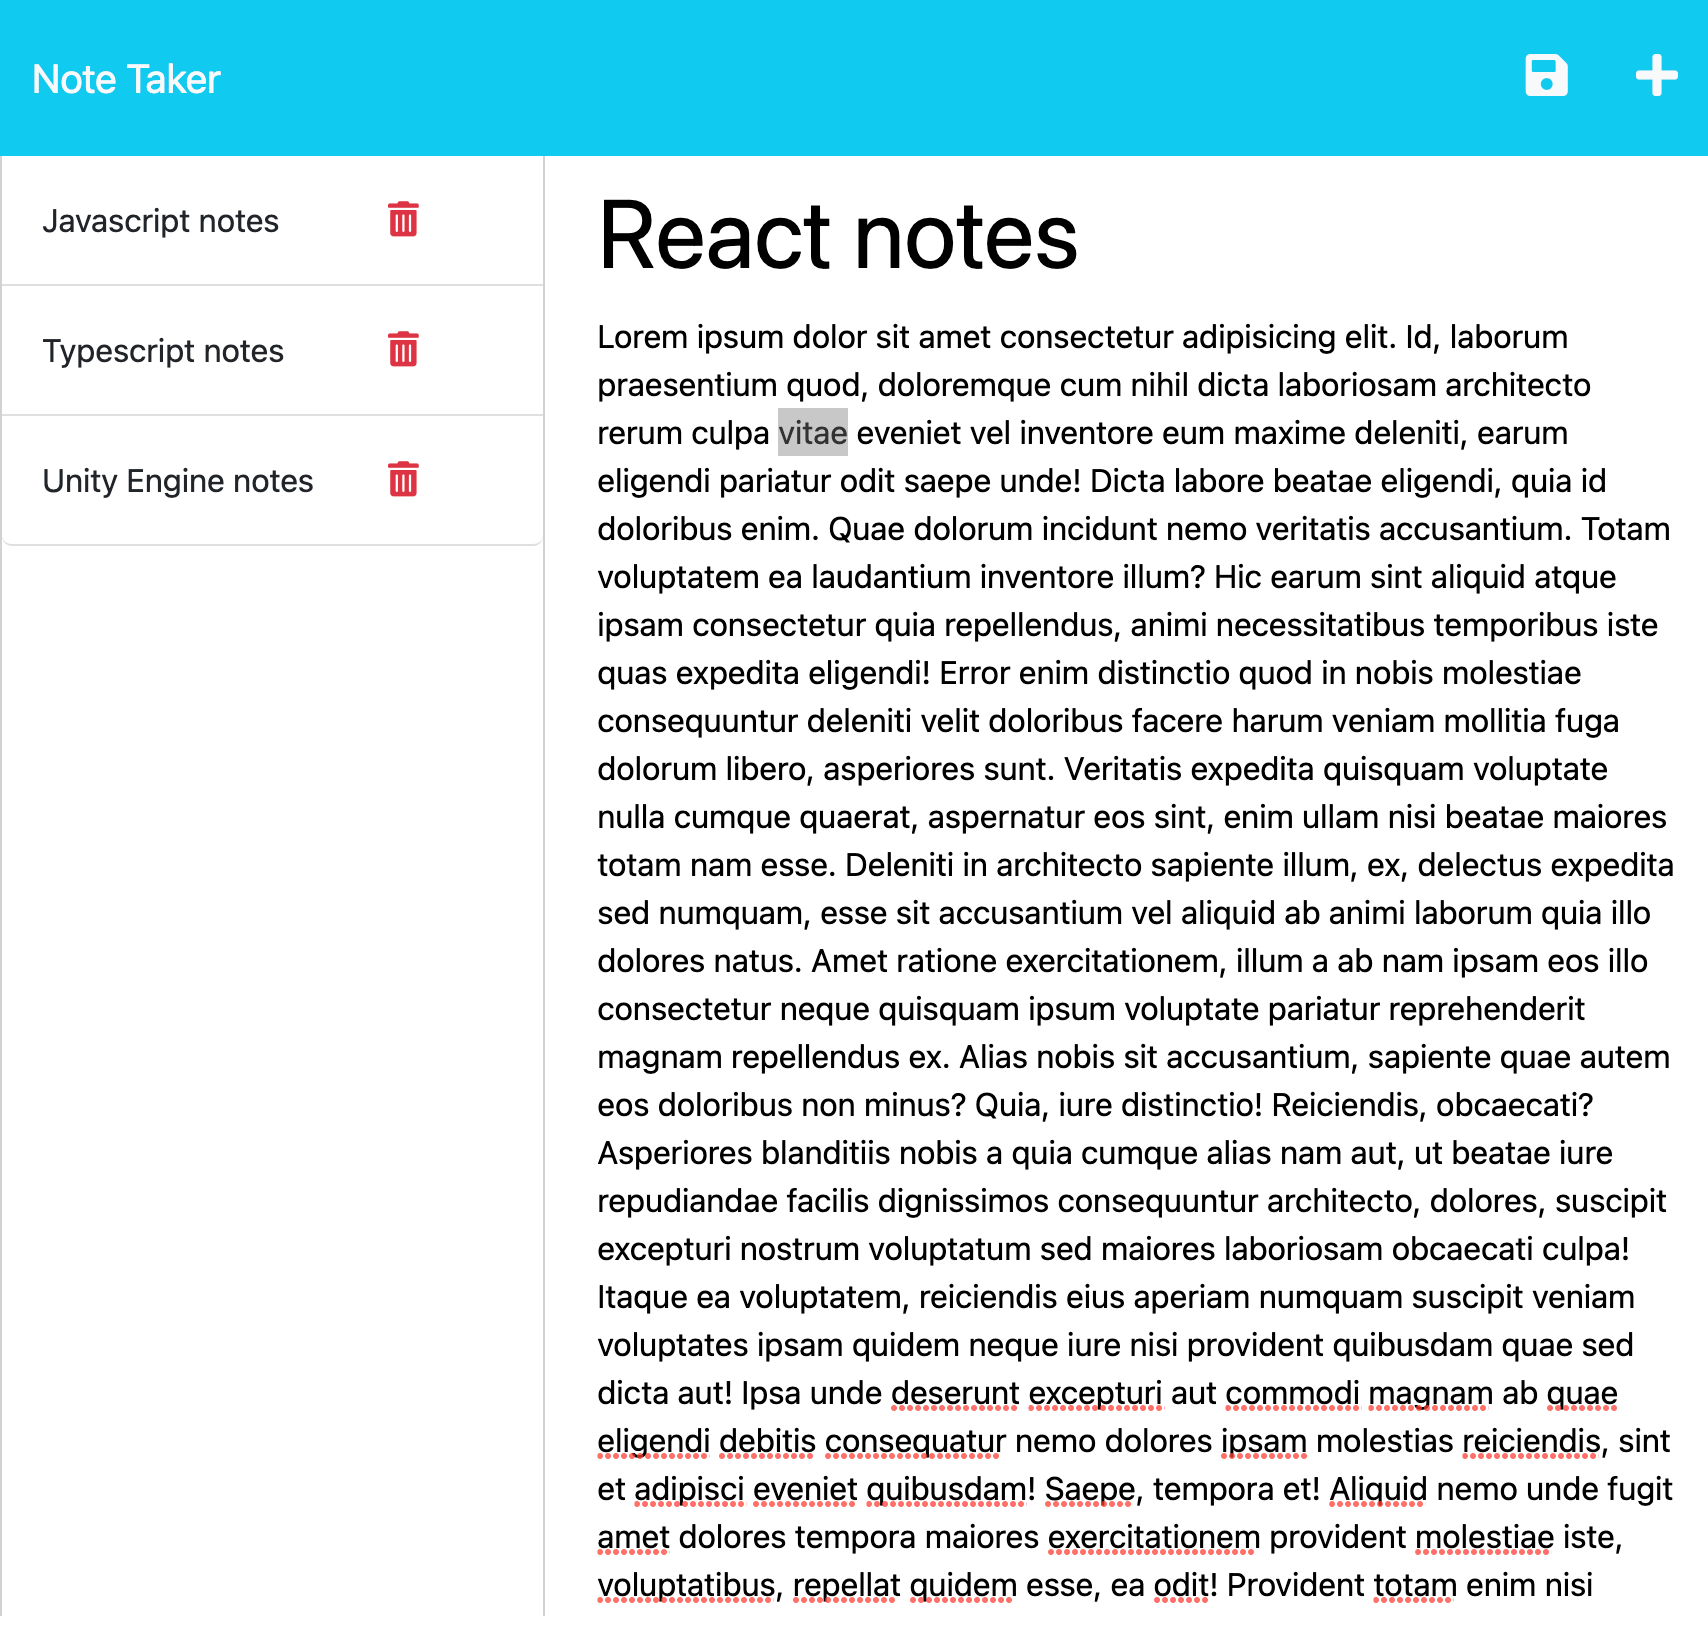 Note Taker
Javascript notes
Typescript notes
Unity Engine notes
React notes
Lorem ipsum dolor sit amet consectetur adipisicing elit. Id, laborum
praesentium quod, doloremque cum nihil dicta laboriosam architecto
rerum culpa vitae eveniet vel inventore eum maxime deleniti, earum
eligendi pariatur odit saepe unde! Dicta labore beatae eligendi, quia id
doloribus enim. Quae dolorum incidunt nemo veritatis accusantium. Totam
voluptatem ea laudantium inventore illum? Hic earum sint aliquid atque
ipsam consectetur quia repellendus, animi necessitatibus temporibus iste
quas expedita eligendi! Error enim distinctio quod in nobis molestiae
consequuntur deleniti velit doloribus facere harum veniam mollitia fuga
dolorum libero, asperiores sunt. Veritatis expedita quisquam voluptate
nulla cumque quaerat, aspernatur eos sint, enim ullam nisi beatae maiores
totam nam esse. Deleniti in architecto sapiente illum, ex, delectus expedita
sed numquam, esse sit accusantium vel aliquid ab animi laborum quia illo
dolores natus. Amet ratione exercitationem, illum a ab nam ipsam eos illo
consectetur neque quisquam ipsum voluptate pariatur reprehenderit
magnam repellendus ex. Alias nobis sit accusantium, sapiente quae autem
eos doloribus non minus? Quia, iure distinctio! Reiciendis, obcaecati?
Asperiores blanditiis nobis a quia cumque alias nam aut, ut beatae iure
repudiandae facilis dignissimos consequuntur architecto, dolores, suscipit
excepturi nostrum voluptatum sed maiores laboriosam obcaecati culpa!
Itaque ea voluptatem, reiciendis eius aperiam numquam suscipit veniam
voluptates ipsam quidem neque iure nisi provident quibusdam quae sed
dicta aut! Ipsa unde deserunt excepturi aut commodi magnam ab quae
eligendi debitis consequatur nemo dolores ipsam molestias reiciendis, sint
et adipisci eveniet quibusdam! Saepe, tempora et! Aliquid nemo unde fugit
amet dolores tempora maiores exercitationem provident molestiae iste,
voluptatibus, repellat quidem esse, ea odit! Provident totam enim nisi